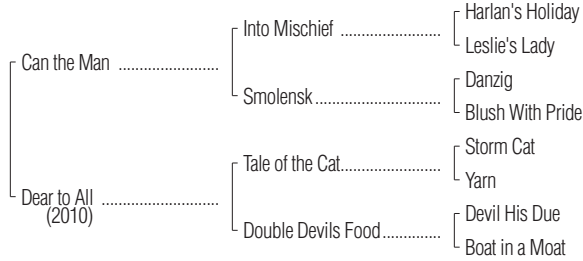 Harlan's Holiday
Into Mischief ....................
Leslie's Lady
Can the Man ....................
Danzig
Smolensk.........................
Blush With Pride
Storm Cat
Tale of the Cat....................
Yarn
Dear to All .......................
(2010)
Devil His Due
Double Devils Food............
Boat in a Moat